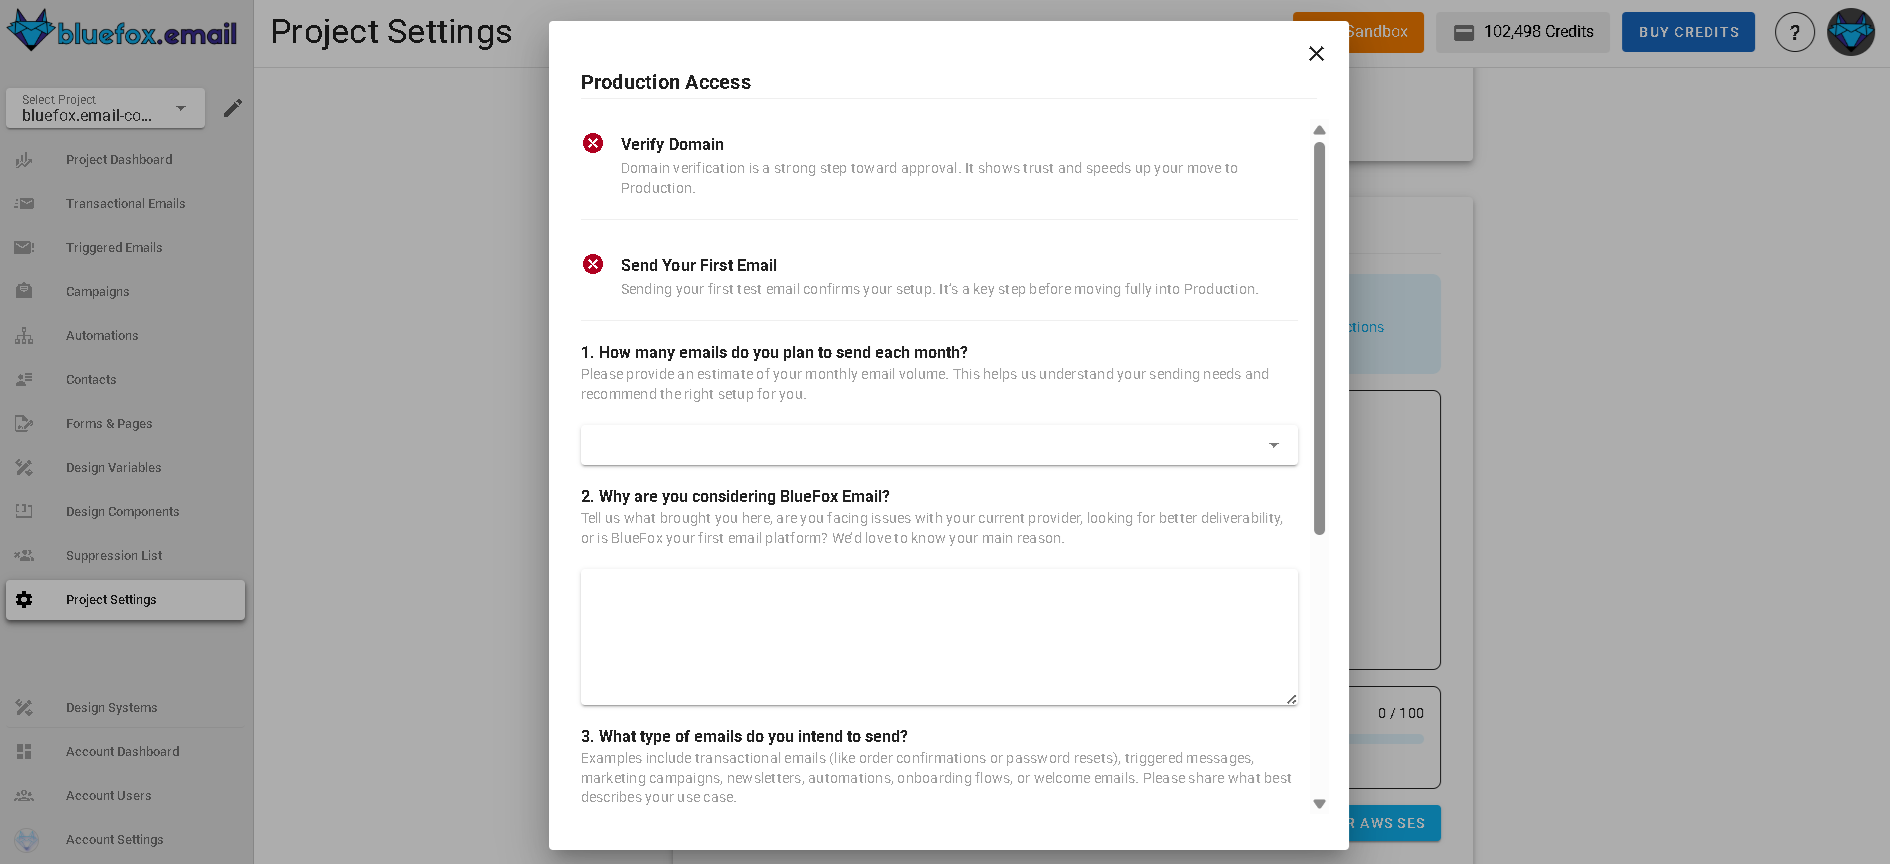 bluefox.email
Project Settings
Sandbox
102,498 Credits
BUY CREDITS
?
Select Project
bluefox.email-co...
Project Dashboard
Transactional Emails
Triggered Emails
Campaigns
Automations
Contacts
Forms & Pages
Design Variables
Design Components
Suppression List
Project Settings
Design Systems
Account Dashboard
Account Users
Account Settings
Production Access
Verify Domain
Domain verification is a strong step toward approval. It shows trust and speeds up your move to
Production.
Send Your First Email
Sending your first test email confirms your setup. It's a key step before moving fully into Production.
1. How many emails do you plan to send each month?
Please provide an estimate of your monthly email volume. This helps us understand your sending needs and
recommend the right setup for you.
2. Why are you considering BlueFox Email?
Tell us what brought you here, are you facing issues with your current provider, looking for better deliverability,
or is BlueFox your first email platform? We'd love to know your main reason.
3. What type of emails do you intend to send?
Examples include transactional emails (like order confirmations or password resets), triggered messages,
marketing campaigns, newsletters, automations, onboarding flows, or welcome emails. Please share what best
describes your use case.
0 / 100
AWS SES